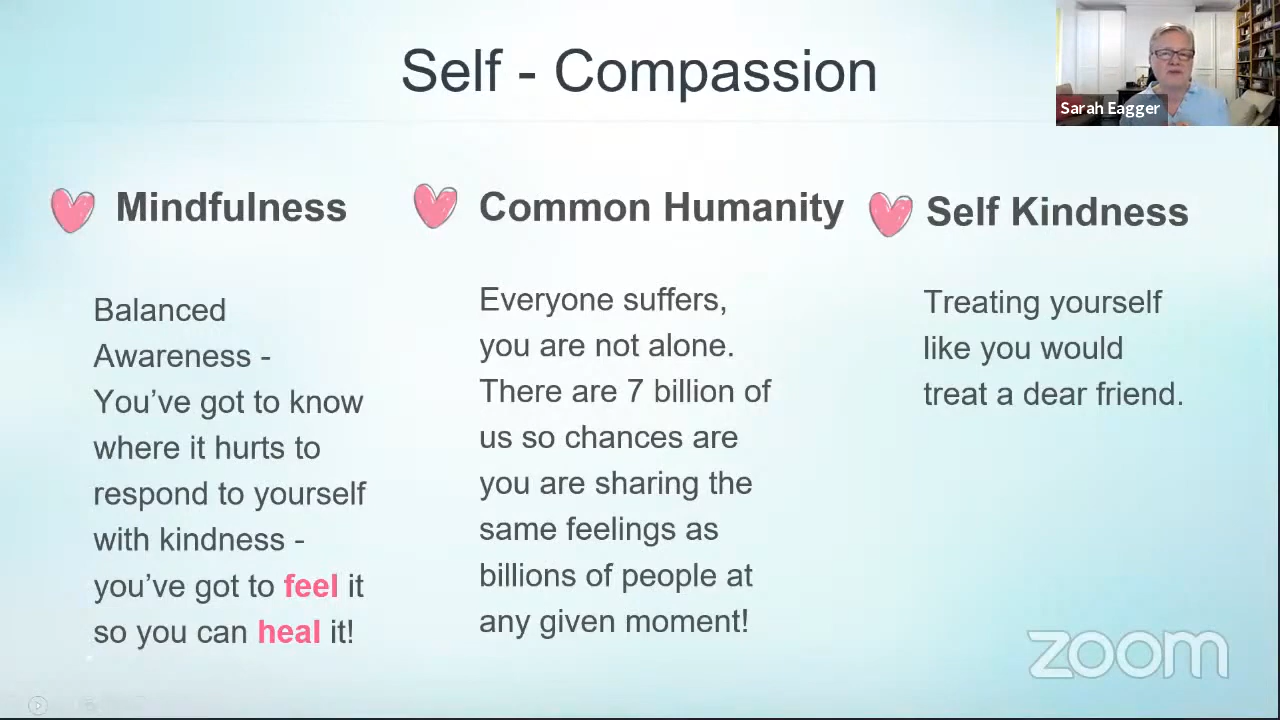 Self - Compassion
Sarah Eagger
Mindfulness
Balanced
Awareness -
You’ve got to know
where it hurts to
respond to yourself
with kindness -
you’ve got to feel it
so you can heal it!
Common Humanity
Everyone suffers,
you are not alone.
There are 7 billion of
us so chances are
you are sharing the
same feelings as
billions of people at
any given moment!
Self Kindness
Treating yourself
like you would
treat a dear friend.
zoom